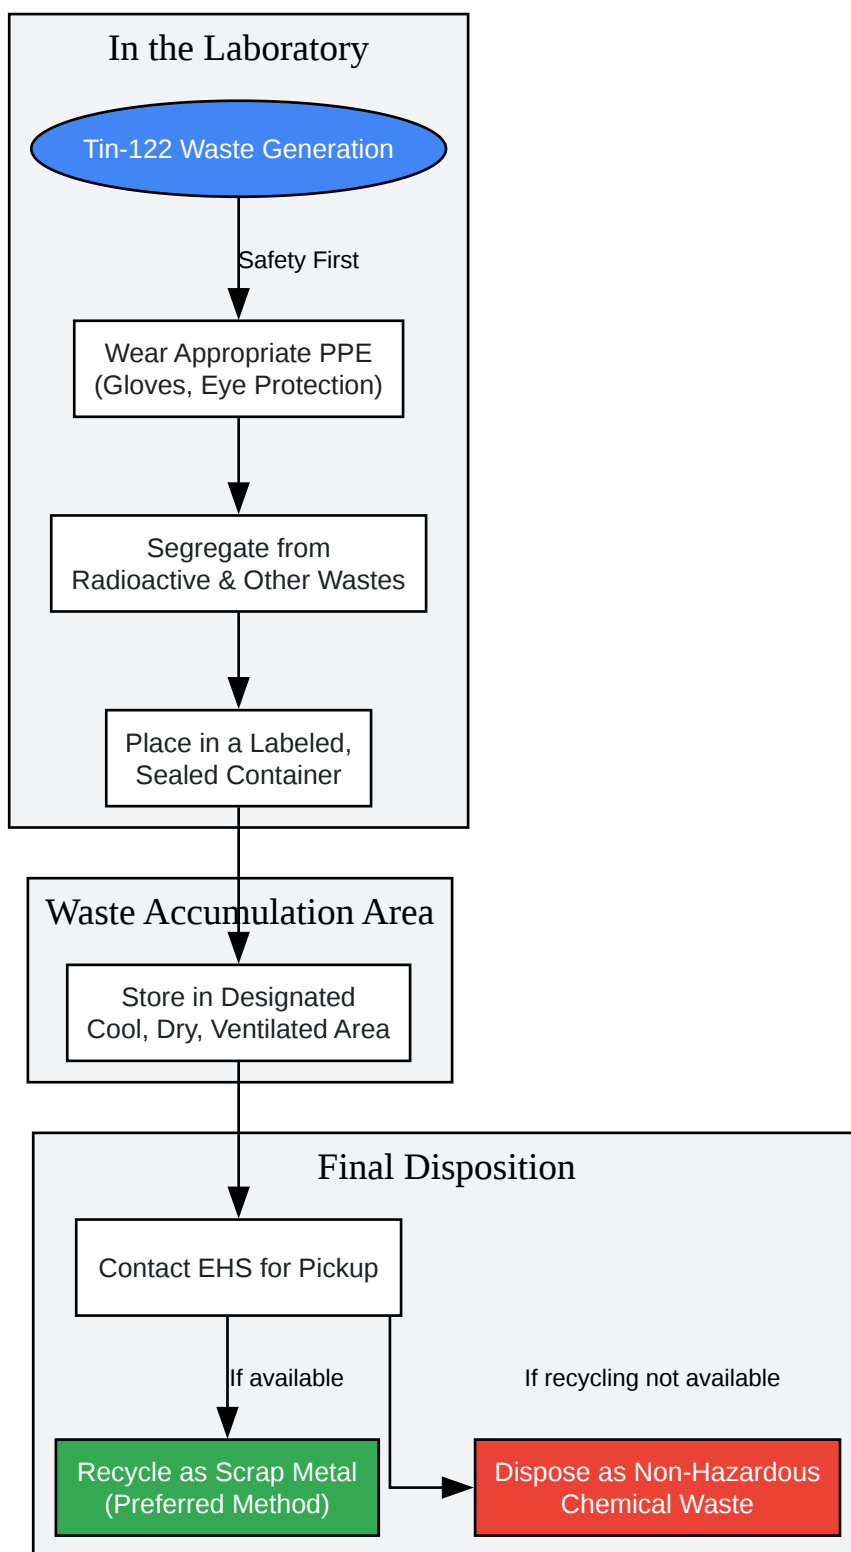 In the Laboratory
Tin-122 Waste Generation
Safety First
Wear Appropriate PPE
(Gloves, Eye Protection)
Segregate from
Radioactive & Other Wastes
Place in a Labeled,
Sealed Container
Waste Accumulation Area
Store in Designated
Cool, Dry, Ventilated Area
Final Disposition
Contact EHS for Pickup
If available
If recycling not available
Recycle as Scrap Metal
(Preferred Method)
Dispose as Non-Hazardous
Chemical Waste